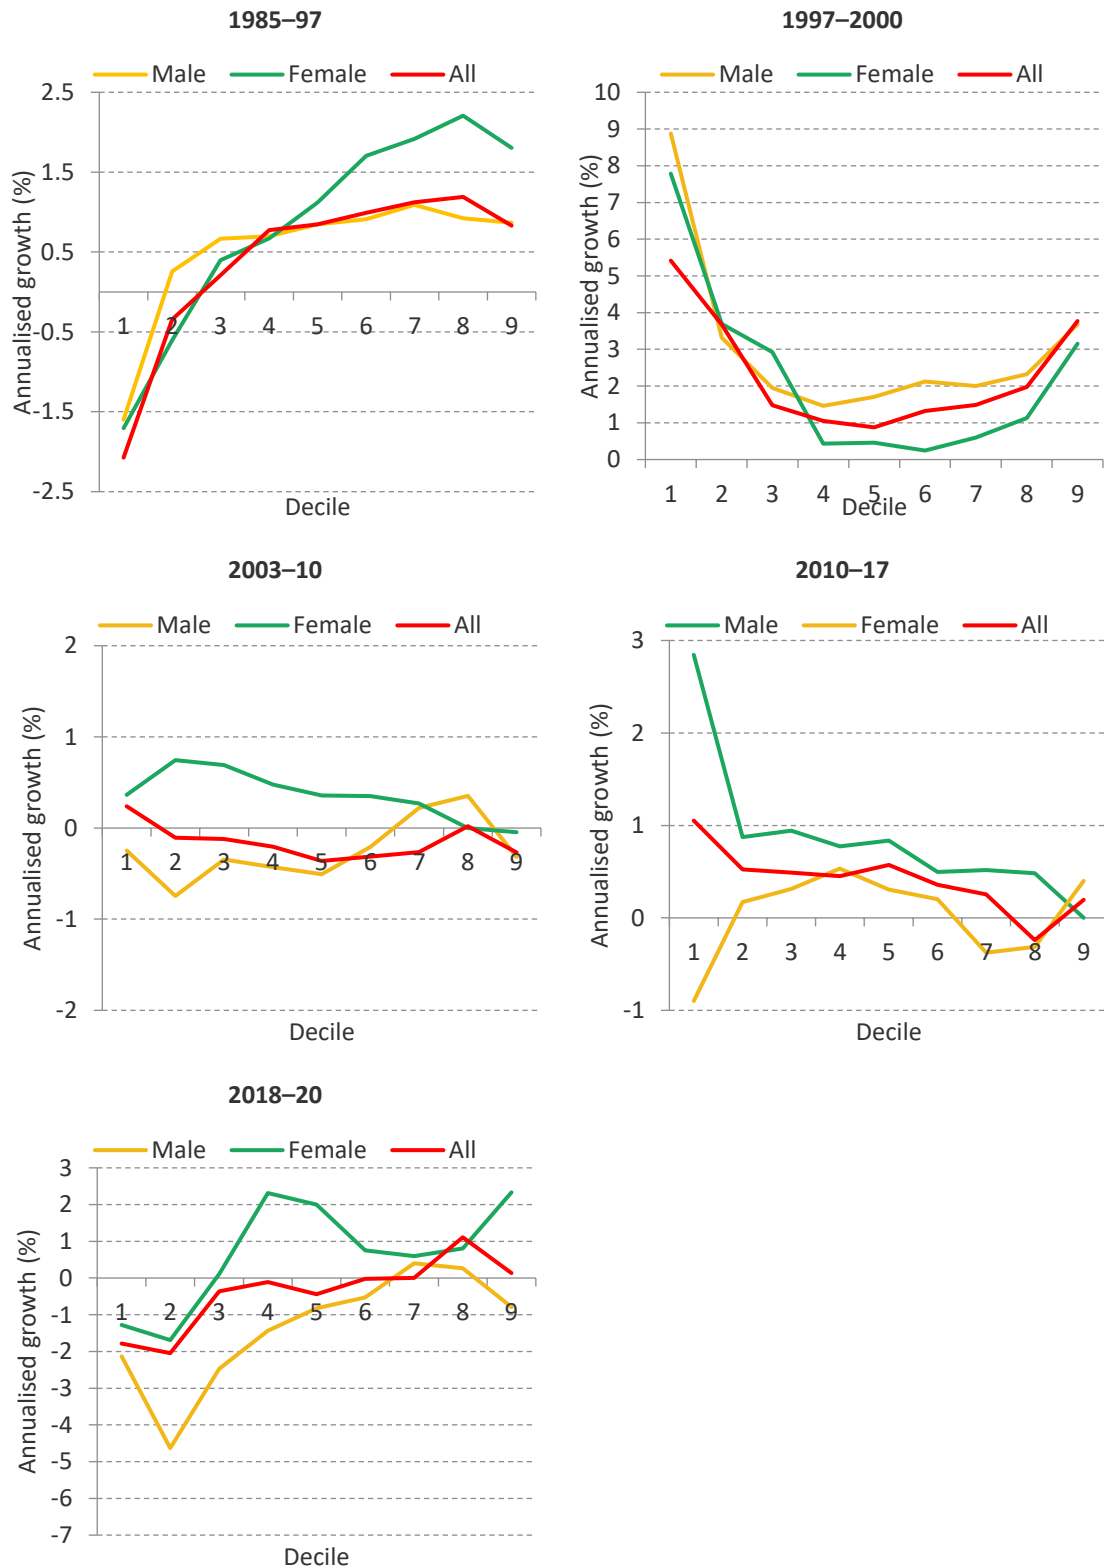 1985–97
Male Female All
2.5
1.5
0.5
-0.5
-1.5
-2.5
1 2 3 4 5 6 7 8 9
Annualised growth (%)
Decile
1997–2000
Male Female All
10
9
8
7
6
5
4
3
2
1
0
1 2 3 4 5 6 7 8 9
Annualised growth (%)
Decile
2003–10
Male Female All
2
1
0
-1
-2
1 2 3 4 5 6 7 8 9
Annualised growth (%)
Decile
2010–17
Male Female All
3
2
1
0
-1
1 2 3 4 5 6 7 8 9
Annualised growth (%)
Decile
2018–20
Male Female All
3
2
1
0
-1
-2
-3
-4
-5
-6
-7
1 2 3 4 5 6 7 8 9
Annualised growth (%)
Decile